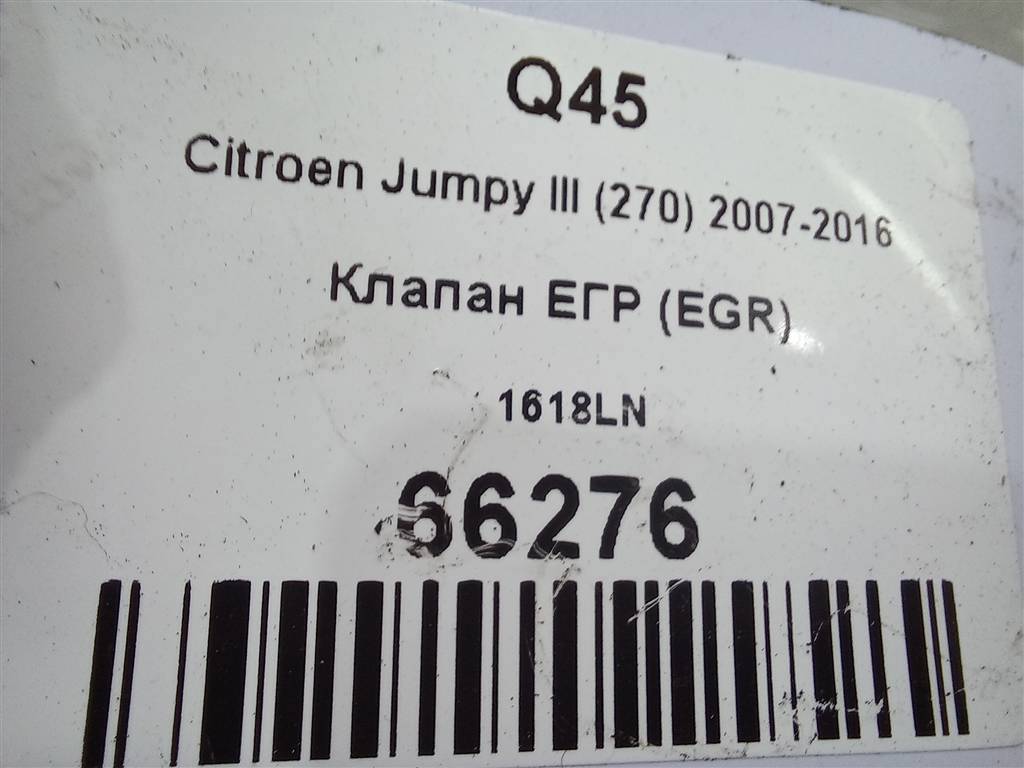 Q45
Citroen Jumpy III (270) 2007-2016
Клапан ЕГР (EGR)
1618LN
66276